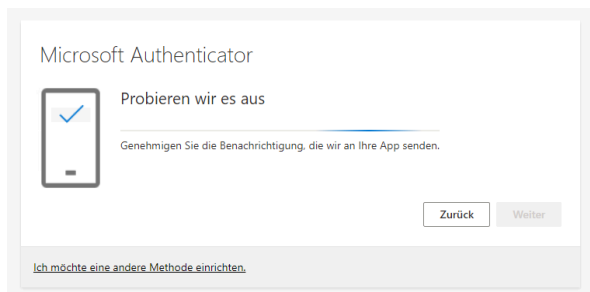 Microsoft Authenticator
Probieren wir es aus
Genehmigen Sie die Benachrichtigung, die wir an Ihre App senden.
Zurück
Weiter
Ich möchte eine andere Methode einrichten.